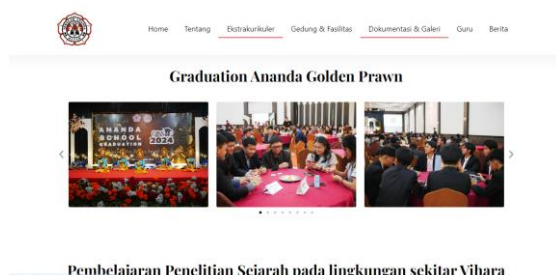 Home Tentang Ekstrakurikuler Gedung & Fasilitas Dokumentasi & Galeri Guru Berita
Graduation Ananda Golden Prawn
ANANDA
SCHOOL
GRADUATION
2024
Pembelajaran Penelitian Sejarah pada lingkungan sekitar Vihara